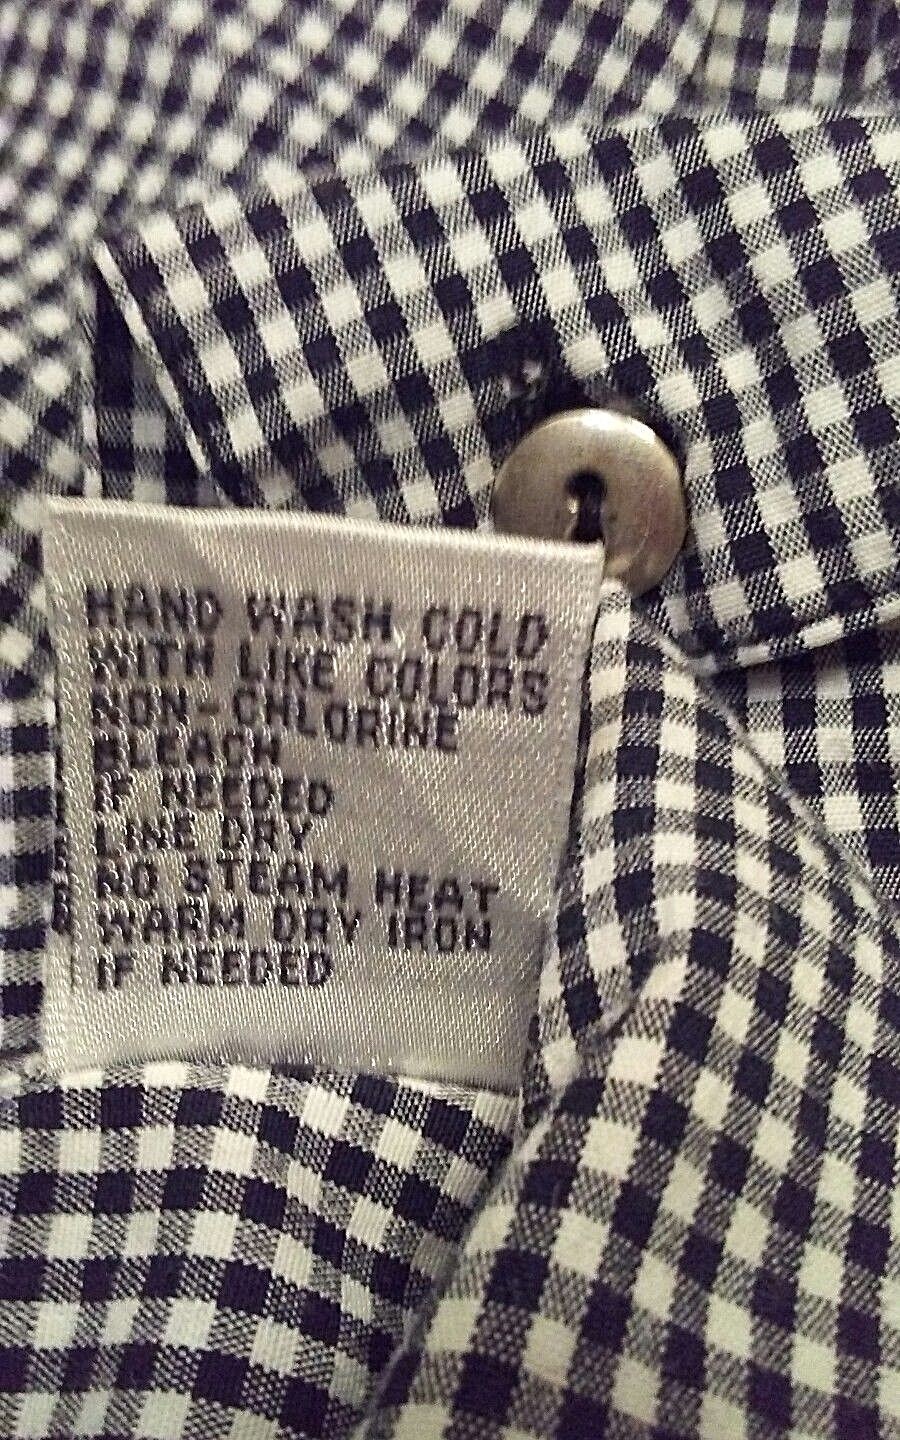 HAND WASH COLD
WITH LIKE COLORS
NON-CHLORINE
BLEACH
IF NEEDED
LINE DRY
NO STEAM HEAT
WARM DRY IRON
IF NEEDED